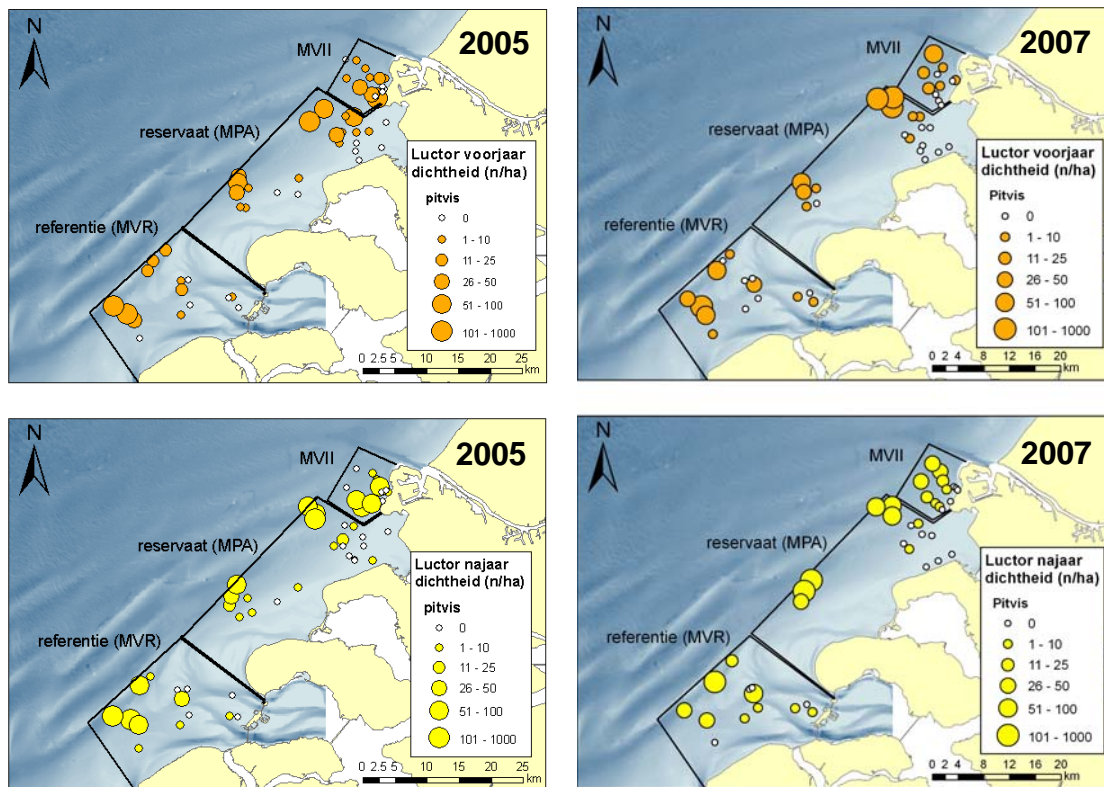 N
2005
MVII
reservaat (MPA)
referentie (MVR)
Luctor voorjaar
dichtheid (n/ha)
pitvis
0
1 - 10
11 - 25
26 - 50
51 - 100
101 - 1000
0 2.5 5 10 15 20 25
km
N
2007
MVII
reservaat (MPA)
referentie (MVR)
Luctor voorjaar
dichtheid (n/ha)
Pitvis
0
1 - 10
11 - 25
26 - 50
51 - 100
101 - 1000
0 2 4 8 12 16 20
km
N
2005
MVII
reservaat (MPA)
referentie (MVR)
Luctor najaar
dichtheid (n/ha)
pitvis
0
1 - 10
11 - 25
26 - 50
51 - 100
101 - 1000
0 2.5 5 10 15 20 25
km
N
2007
MVII
reservaat (MPA)
referentie (MVR)
Luctor najaar
dichtheid (n/ha)
Pitvis
0
1 - 10
11 - 25
26 - 50
51 - 100
101 - 1000
0 2 4 8 12 16 20
km